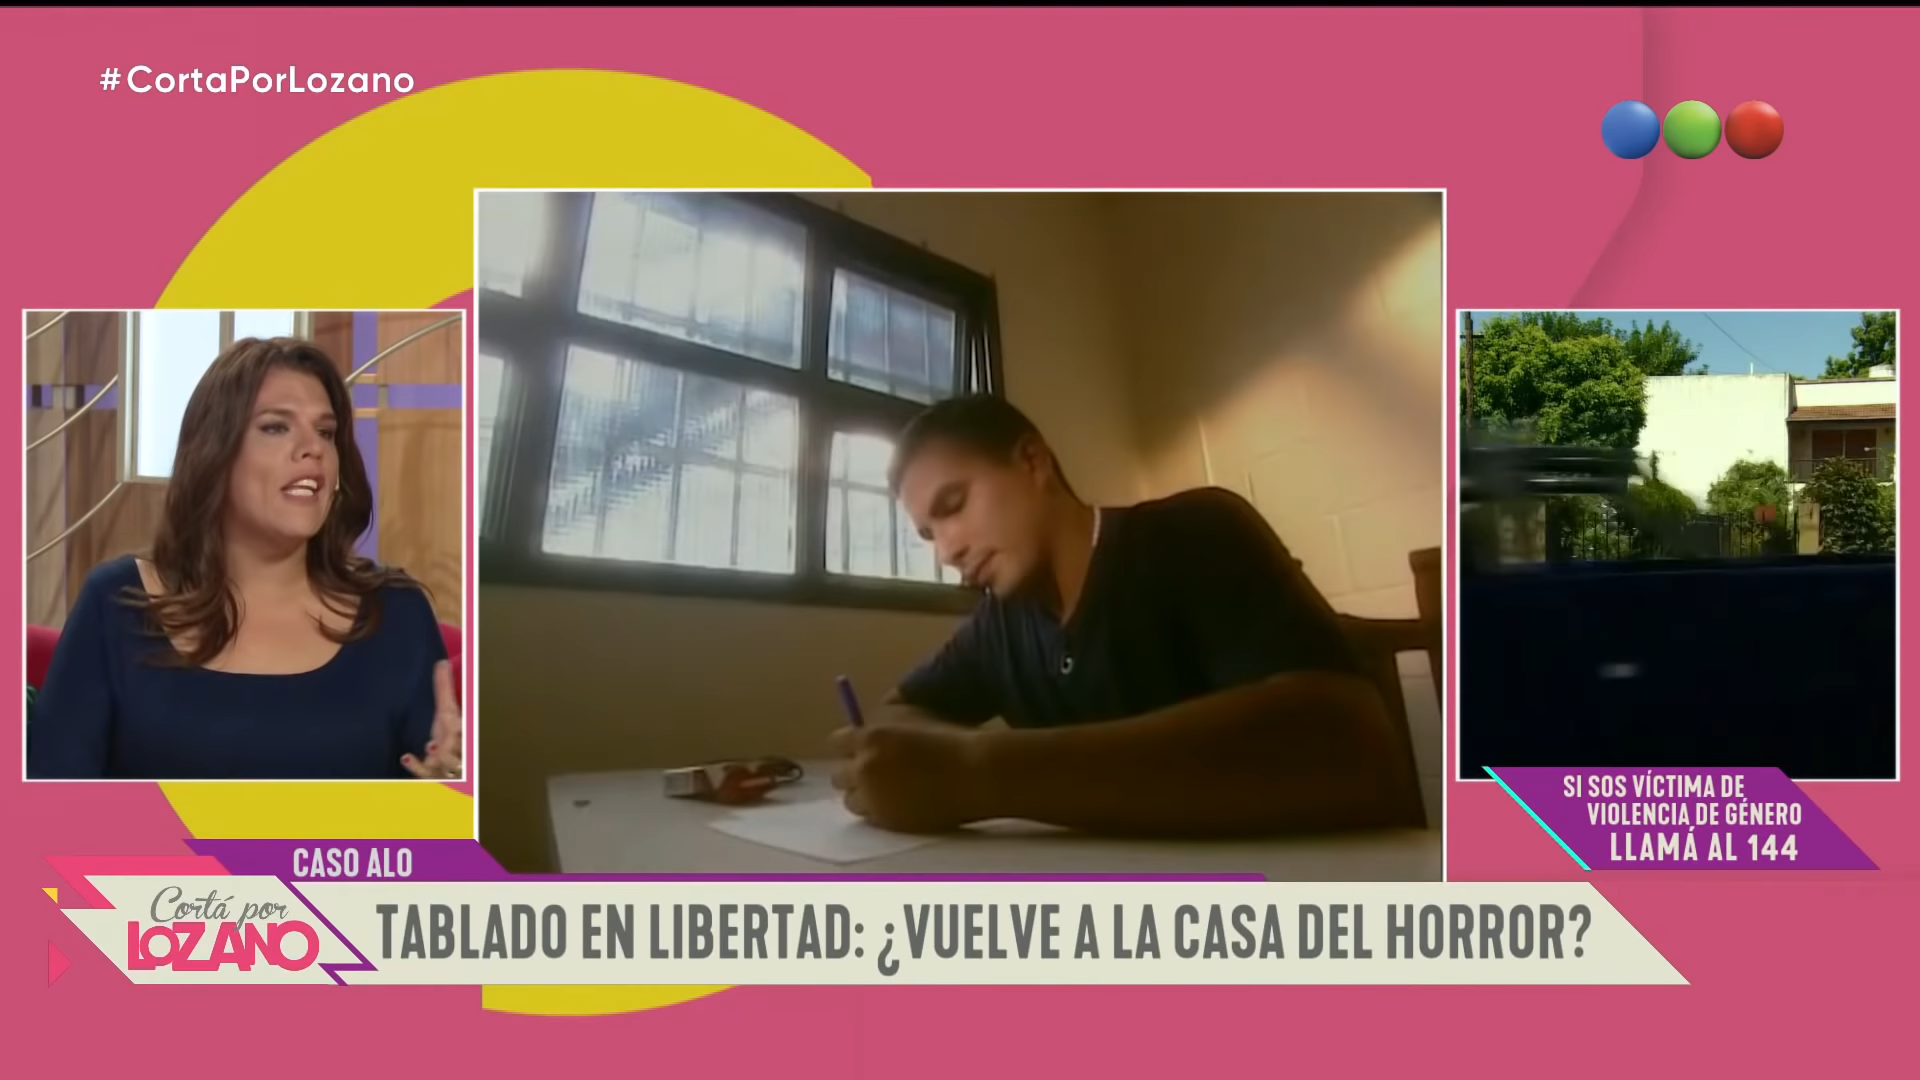 #CortaPorLozano
SI SOS VÍCTIMA DE
VIOLENCIA DE GÉNERO
LLAMÁ AL 144
CASO ALO
Cortá por
LOZANO
TABLADO EN LIBERTAD: ¿VUELVE A LA CASA DEL HORROR?